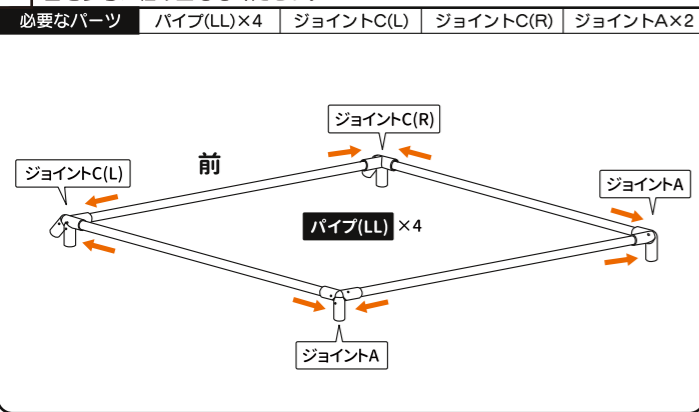 必要なパーツ パイプ(LL)×4 ジョイントC(L) ジョイントC(R) ジョイントA×2
ジョイントC(R)
前
ジョイントC(L)
ジョイントA
パイプ(LL) ×4
ジョイントA